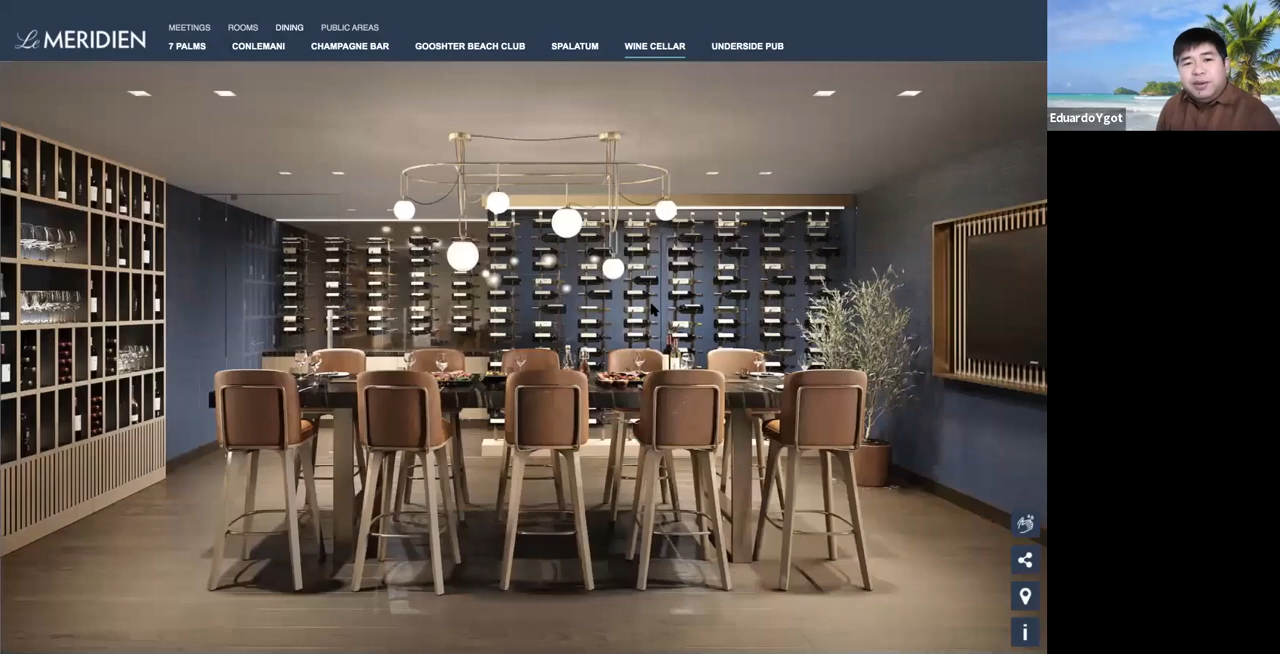 Le MERIDIEN
MEETINGS ROOMS DINING PUBLIC AREAS
7 PALMS CONLEMANI CHAMPAGNE BAR GOOSHTER BEACH CLUB SPALATUM WINE CELLAR UNDERSIDE PUB
EduardoYgot
i